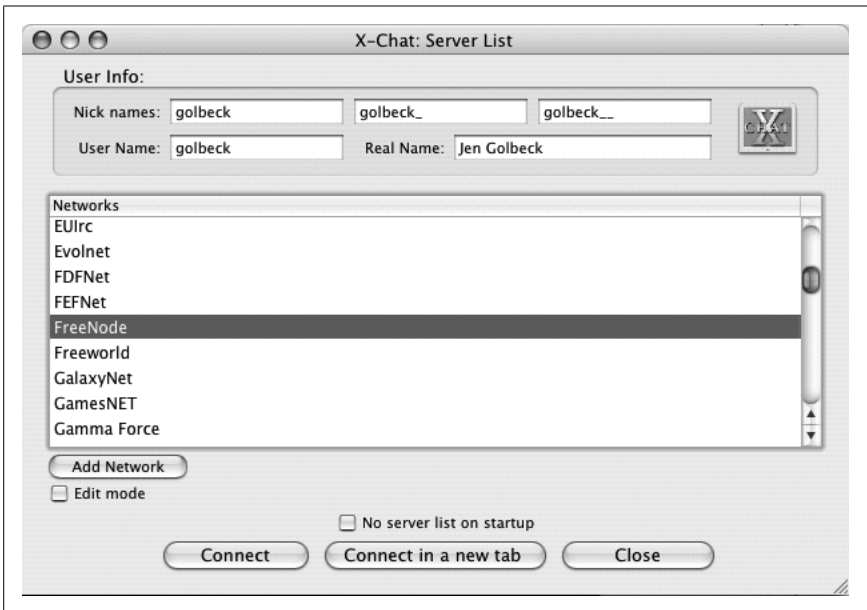 X-Chat: Server List
User Info:
Nick names: golbeck golbeck_ golbeck__
User Name: golbeck Real Name: Jen Golbeck
X CHAT
Networks
EUIrc
Evolnet
FDFNet
FEFNet
FreeNode
Freeworld
GalaxyNet
GamesNET
Gamma Force
Add Network
Edit mode
No server list on startup
Connect Connect in a new tab Close